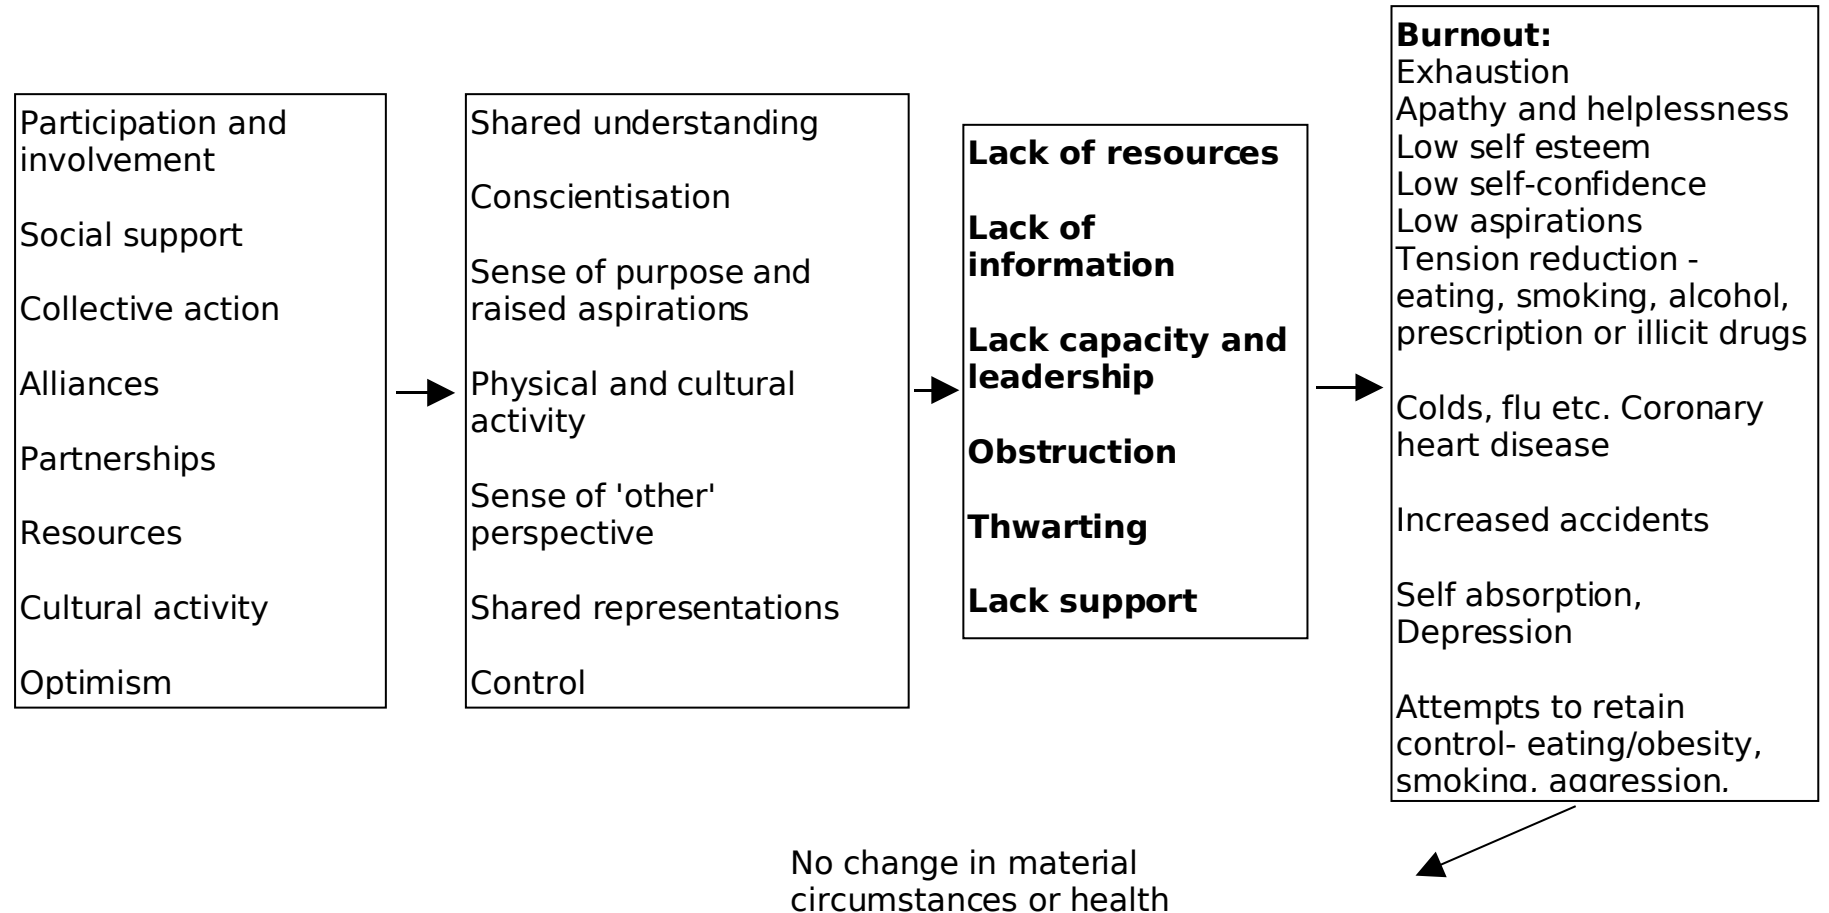 Participation and
involvement
Social support
Collective action
Alliances
Partnerships
Resources
Cultural activity
Optimism
Shared understanding
Conscientisation
Sense of purpose and
raised aspirations
Physical and cultural
activity
Sense of 'other'
perspective
Shared representations
Control
Lack of resources
Lack of
information
Lack capacity and
leadership
Obstruction
Thwarting
Lack support
Burnout:
Exhaustion
Apathy and helplessness
Low self esteem
Low self-confidence
Low aspirations
Tension reduction -
eating, smoking, alcohol,
prescription or illicit drugs
Colds, flu etc. Coronary
heart disease
Increased accidents
Self absorption,
Depression
Attempts to retain
control- eating/obesity,
smoking, aggression,
No change in material
circumstances or health